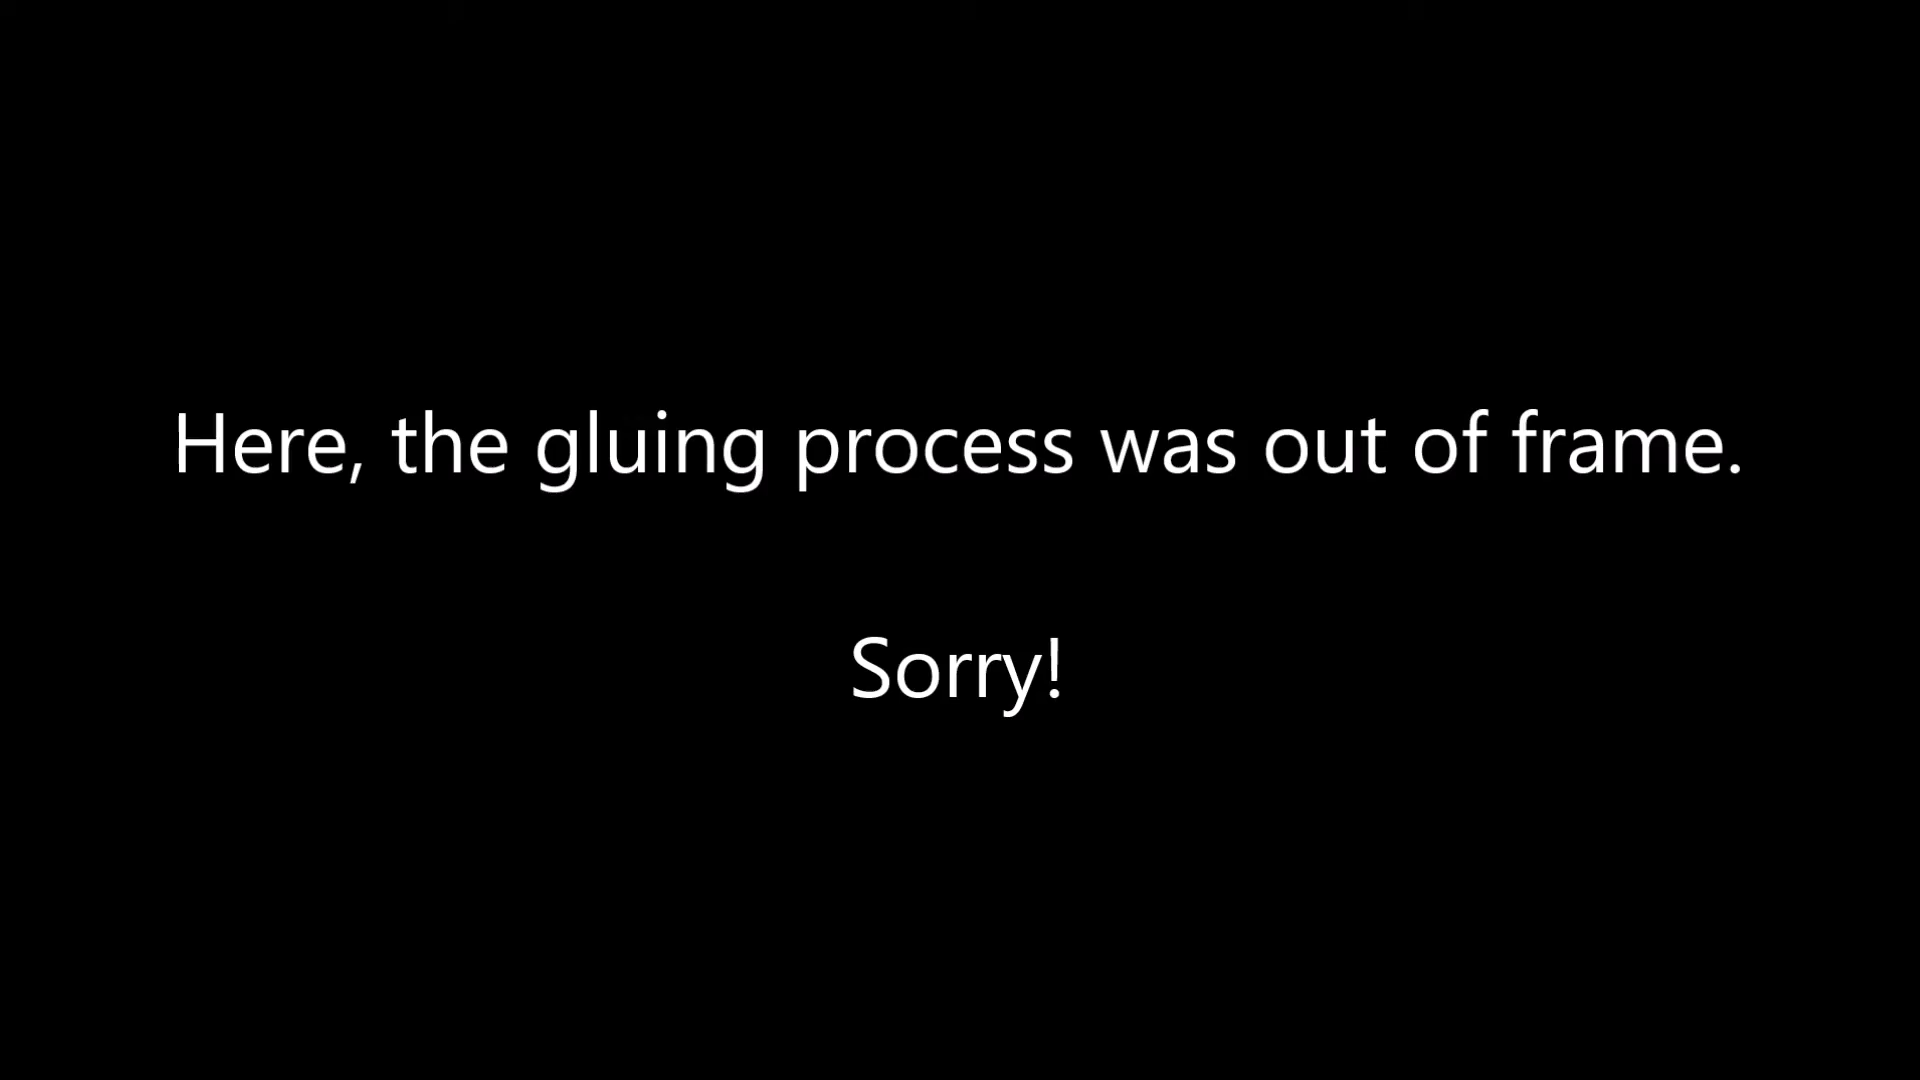 Here, the gluing process was out of frame.
Sorry!